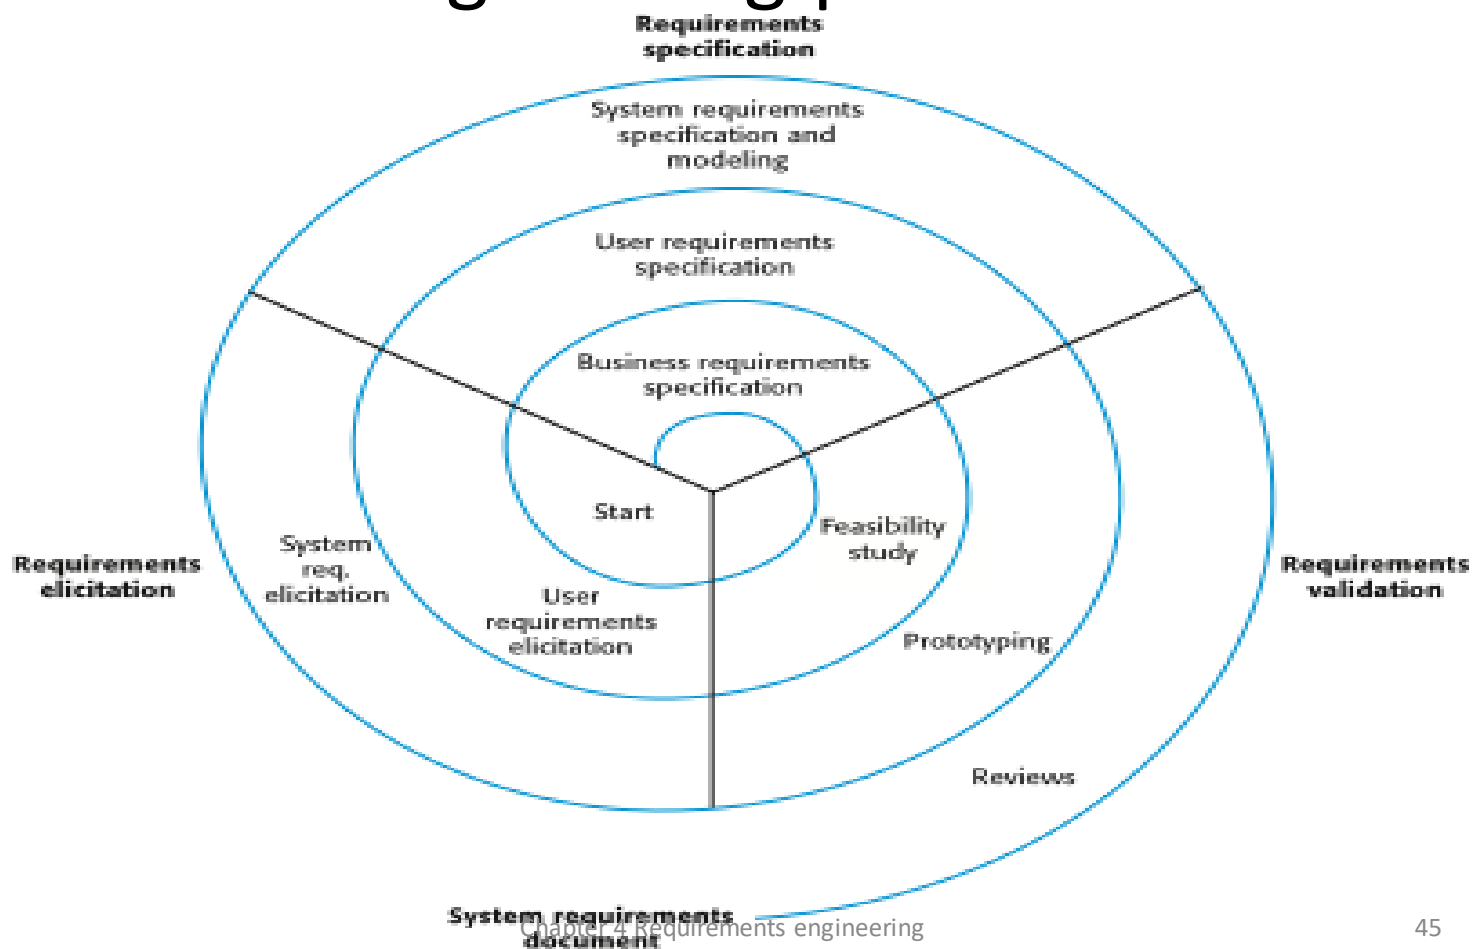 Requirements
specification
System requirements
specification and
modeling
User requirements
specification
Business requirements
specification
Start
Feasibility
study
System
req.
elicitation
Requirements
elicitation
User
requirements
elicitation
Requirements
validation
Prototyping
Reviews
System requirements
document
Chapter 4 Requirements engineering
45